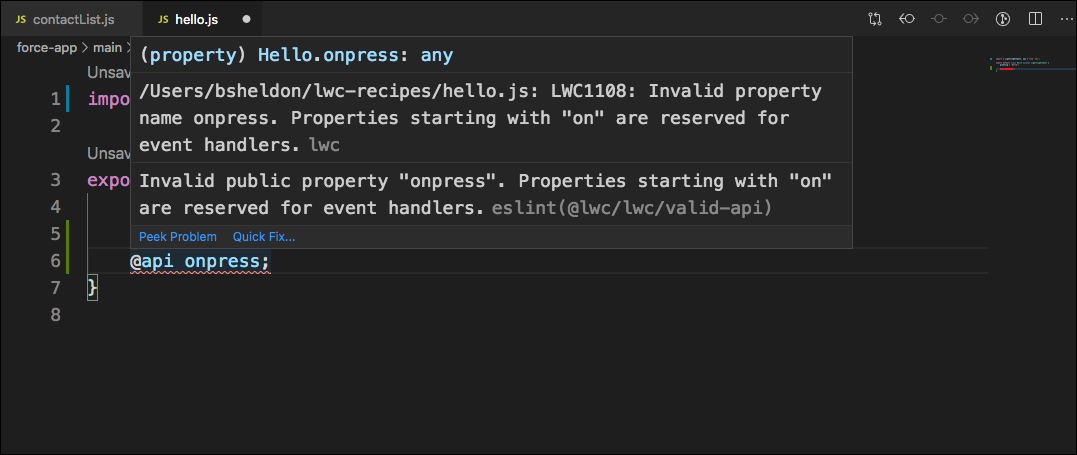 JS contactList.js JS hello.js
force-app > main >
Unsav
(property) Hello.onpress: any
1 impo
/Users/bsheldon/lwc-recipes/hello.js: LWC1108: Invalid property
name onpress. Properties starting with "on" are reserved for
event handlers. lwc
2
Unsav
3 expo
Invalid public property "onpress". Properties starting with "on"
are reserved for event handlers. eslint(@lwc/lwc/valid-api)
4
5
Peek Problem Quick Fix...
6 @api onpress;
7 }
8